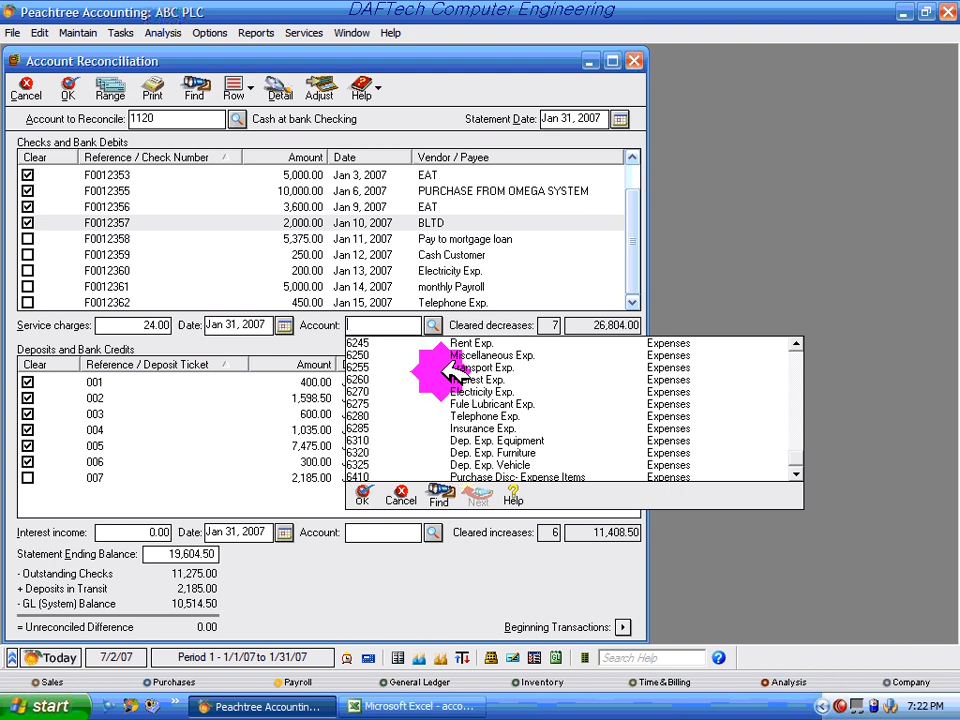 Peachtree Accounting: ABC PLC
DAFTech Computer Engineering
File Edit Maintain Tasks Analysis Options Reports Services Window Help
Account Reconciliation
Cancel OK Range Print Find Row Detail Adjust Help
Account to Reconcile: 1120 Cash at bank Checking Statement Date: Jan 31, 2007
Checks and Bank Debits
Clear Reference / Check Number Amount Date Vendor / Payee
F0012353 5,000.00 Jan 3, 2007 EAT
F0012355 10,000.00 Jan 6, 2007 PURCHASE FROM OMEGA SYSTEM
F0012356 3,600.00 Jan 9, 2007 EAT
F0012357 2,000.00 Jan 10, 2007 BLTD
F0012358 5,375.00 Jan 11, 2007 Pay to mortgage loan
F0012359 250.00 Jan 12, 2007 Cash Customer
F0012360 200.00 Jan 13, 2007 Electricity Exp.
F0012361 5,000.00 Jan 14, 2007 monthly Payroll
F0012362 450.00 Jan 15, 2007 Telephone Exp.
Service charges: 24.00 Date: Jan 31, 2007 Account: Cleared decreases: 7 26,804.00
Deposits and Bank Credits
Clear Reference / Deposit Ticket Amount
001 400.00
002 1,598.50
003 600.00
004 1,035.00
005 7,475.00
006 300.00
007 2,185.00
6245 Rent Exp. Expenses
6250 Miscellaneous Exp. Expenses
6255 Exp. Expenses
6260 Exp. Expenses
6270 Electricity Exp. Expenses
6275 Fule Lubricant Exp. Expenses
6280 Telephone Exp. Expenses
6285 Insurance Exp. Expenses
6310 Dep. Exp. Equipment Expenses
6320 Dep. Exp. Furniture Expenses
6325 Dep. Exp. Vehicle Expenses
6410 Purchase Disc- Expense Items Expenses
OK Cancel Find Next Help
Interest income: 0.00 Date: Jan 31, 2007 Account: Cleared increases: 6 11,408.50
Statement Ending Balance: 19,604.50
- Outstanding Checks 11,275.00
+ Deposits in Transit 2,185.00
- GL (System) Balance 10,514.50
= Unreconciled Difference 0.00
Beginning Transactions:
Today 7/2/07 Period 1 - 1/1/07 to 1/31/07 Search Help
Sales Purchases Payroll General Ledger Inventory Time & Billing Analysis Company
start Peachtree Accountin... Microsoft Excel - acco... 7:22 PM